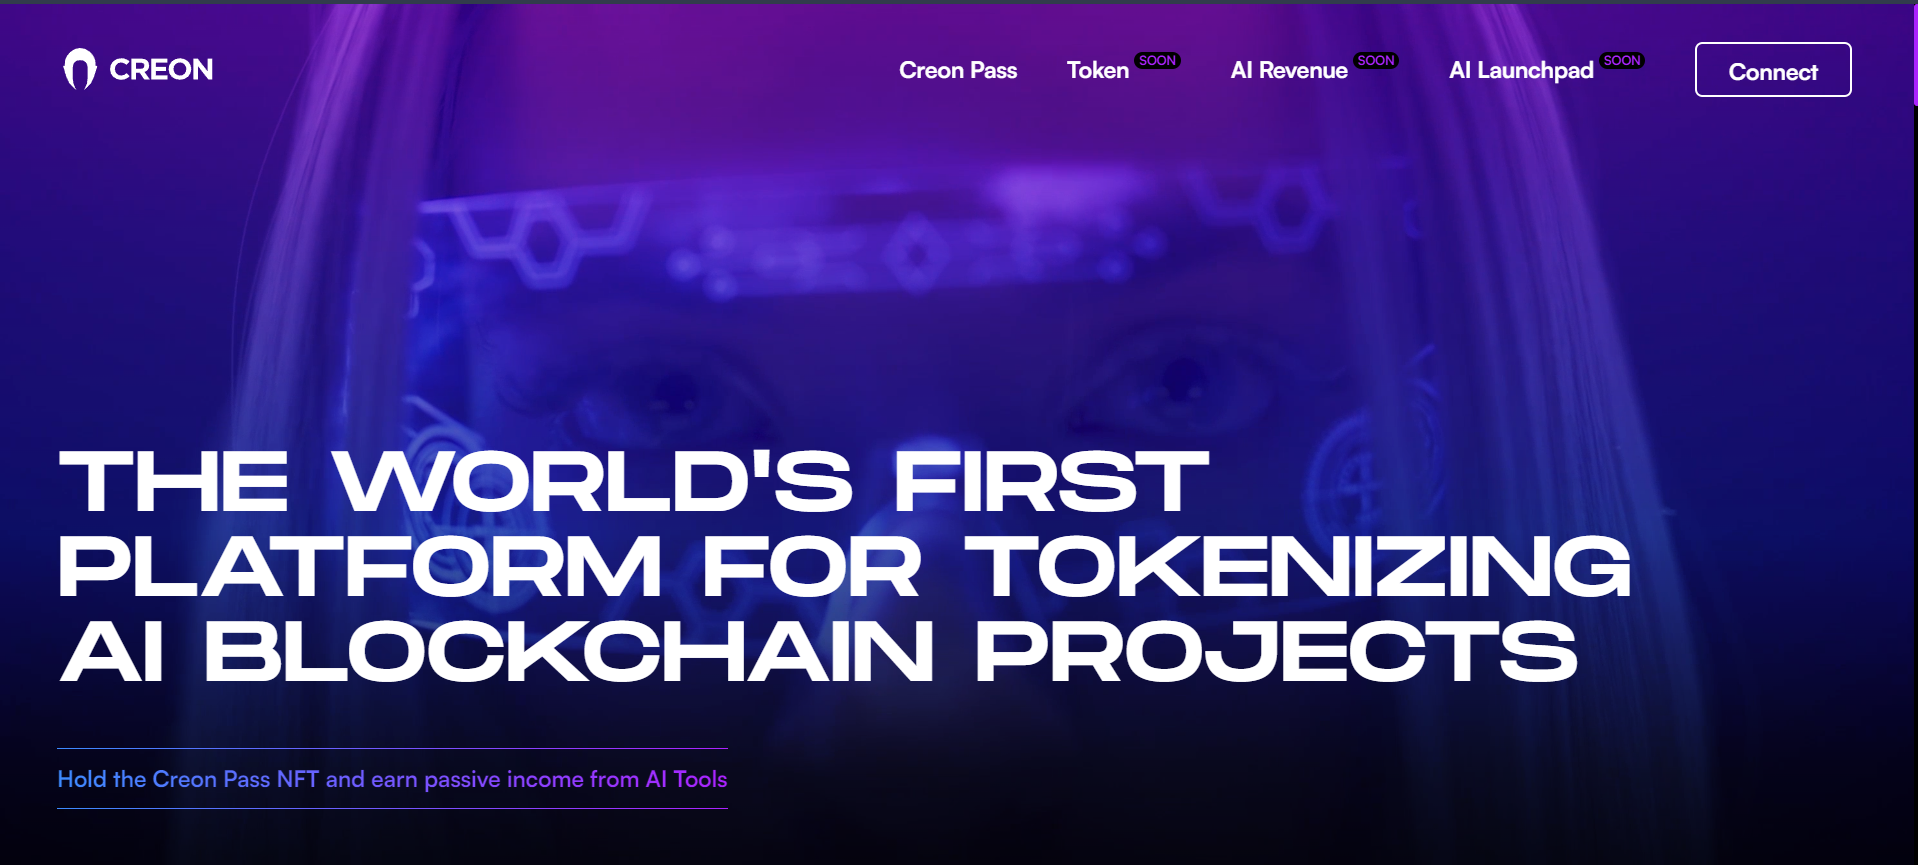 CREON
Creon Pass
Token SOON
AI Revenue SOON
AI Launchpad SOON
Connect
THE WORLD'S FIRST
PLATFORM FOR TOKENIZING
AI BLOCKCHAIN PROJECTS
Hold the Creon Pass NFT and earn passive income from AI Tools